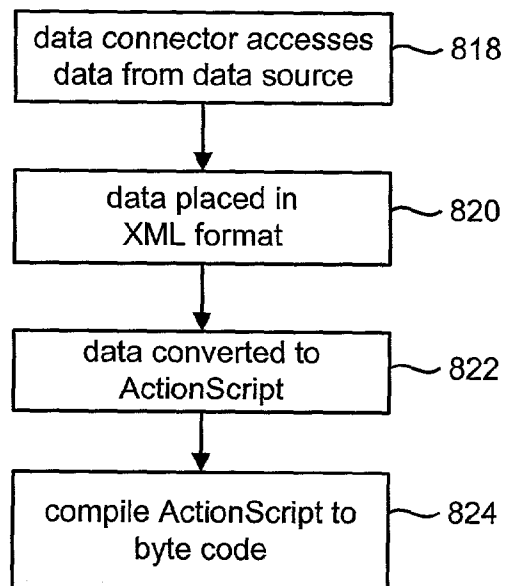 data connector accesses
data from data source
818
data placed in
XML format
820
data converted to
ActionScript
822
compile ActionScript to
byte code
824